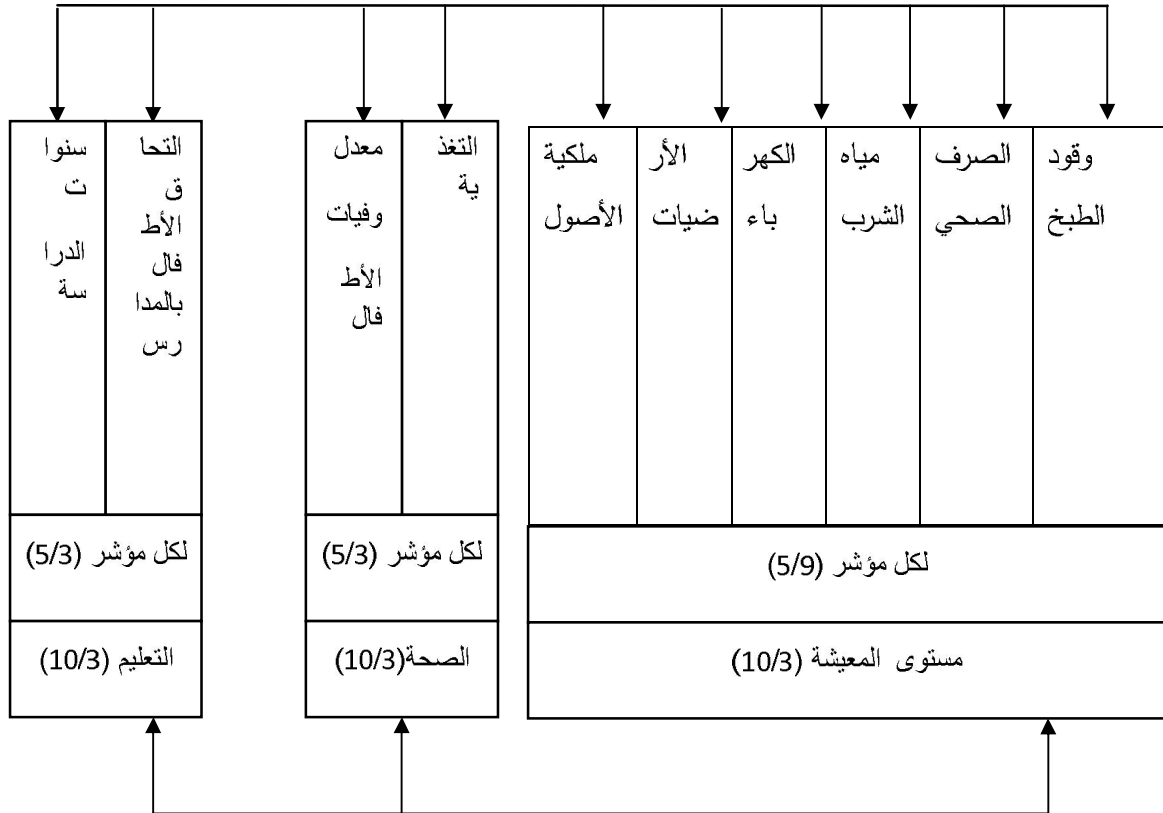 وقود
الطبخ
الصرف
الصحي
مياه
الشرب
الكهر
باء
الأر
ضيات
ملكية
الأصول
التغذ
ية
معدل
وفيات
الأط
فال
التحا
ق
الأط
فال
بالمدا
رس
سنوا
ت
الدرا
سة
لكل مؤشر (5/9)
لكل مؤشر (5/3)
لكل مؤشر (5/3)
مستوى المعيشة (10/3)
الصحة(10/3)
التعليم (10/3)